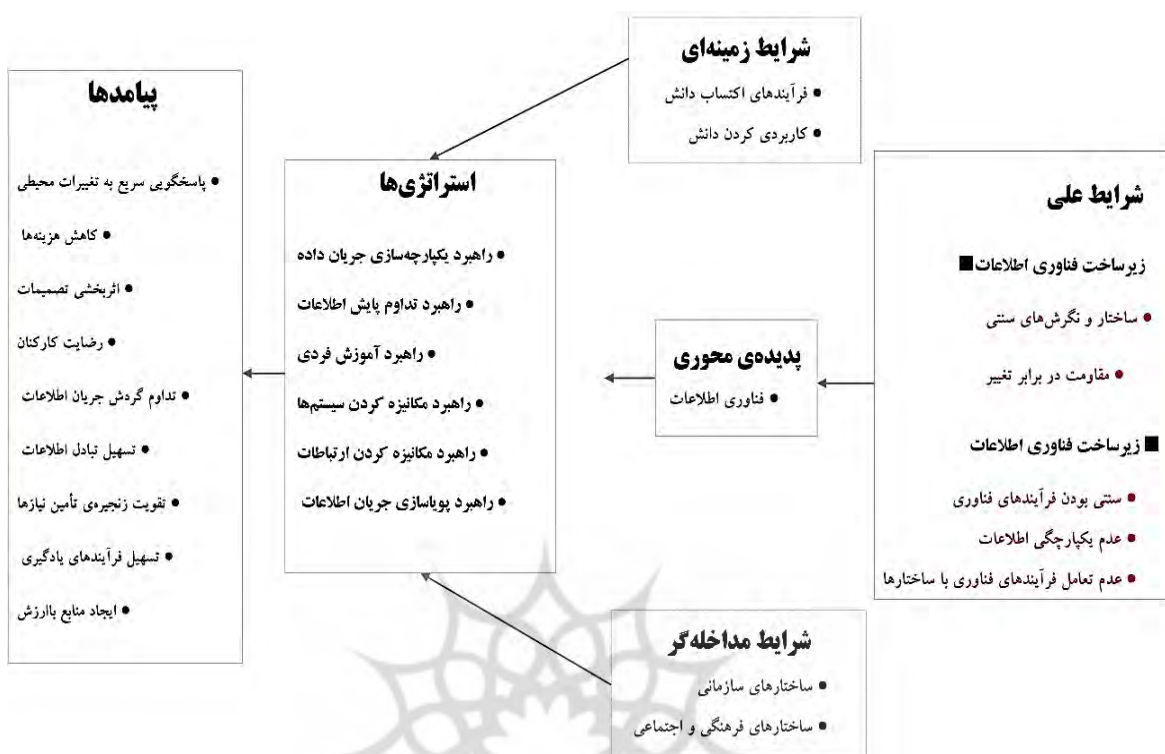 شرایط زمینه‌ای
● فرآیندهای اکتساب دانش
● کاربردی کردن دانش
شرایط علی
زیرساخت فناوری اطلاعات■
● ساختار و نگرش‌های سنتی
● مقاومت در برابر تغییر
■ زیرساخت فناوری اطلاعات
● سنتی بودن فرآیندهای فناوری
● عدم یکپارچگی اطلاعات
● عدم تعامل فرآیندهای فناوری با ساختارها
پدیده‌ی محوری
● فناوری اطلاعات
استراتژی‌ها
● راهبرد یکپارچه‌سازی جریان داده
● راهبرد تداوم پایش اطلاعات
● راهبرد آموزش فردی
● راهبرد مکانیزه کردن سیستم‌ها
● راهبرد مکانیزه کردن ارتباطات
● راهبرد پویاسازی جریان اطلاعات
شرایط مداخله‌گر
● ساختارهای سازمانی
● ساختارهای فرهنگی و اجتماعی
پیامدها
● پاسخگویی سریع به تغییرات محیطی
● کاهش هزینه‌ها
● اثربخشی تصمیمات
● رضایت کارکنان
● تداوم گردش جریان اطلاعات
● تسهیل تبادل اطلاعات
● تقویت زنجیره‌ی تأمین نیازها
● تسهیل فرآیندهای یادگیری
● ایجاد منابع باارزش